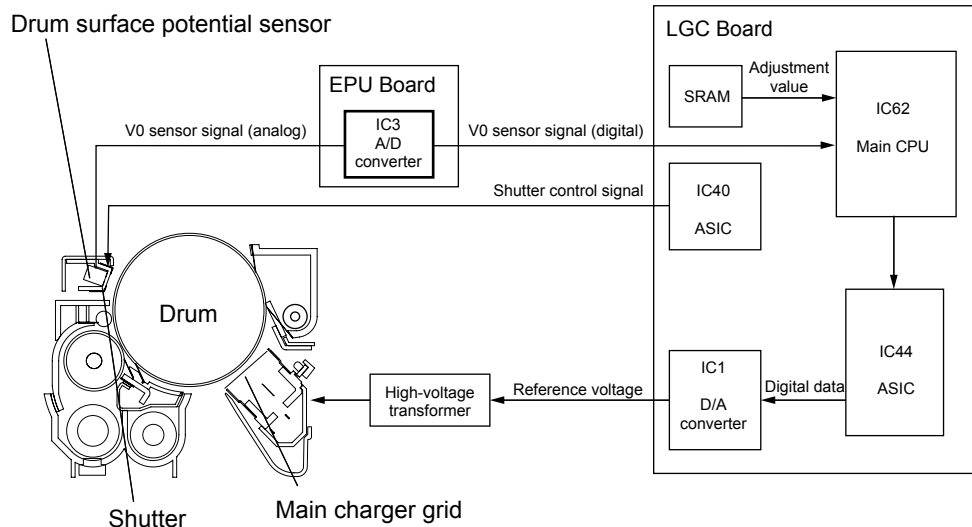 Drum surface potential sensor
LGC Board
EPU Board
Adjustment
value
SRAM
IC62
Main CPU
V0 sensor signal (analog)
IC3
A/D
converter
V0 sensor signal (digital)
Shutter control signal
IC40
ASIC
Drum
IC44
ASIC
IC1
D/A
converter
Digital data
Reference voltage
High-voltage
transformer
Main charger grid
Shutter